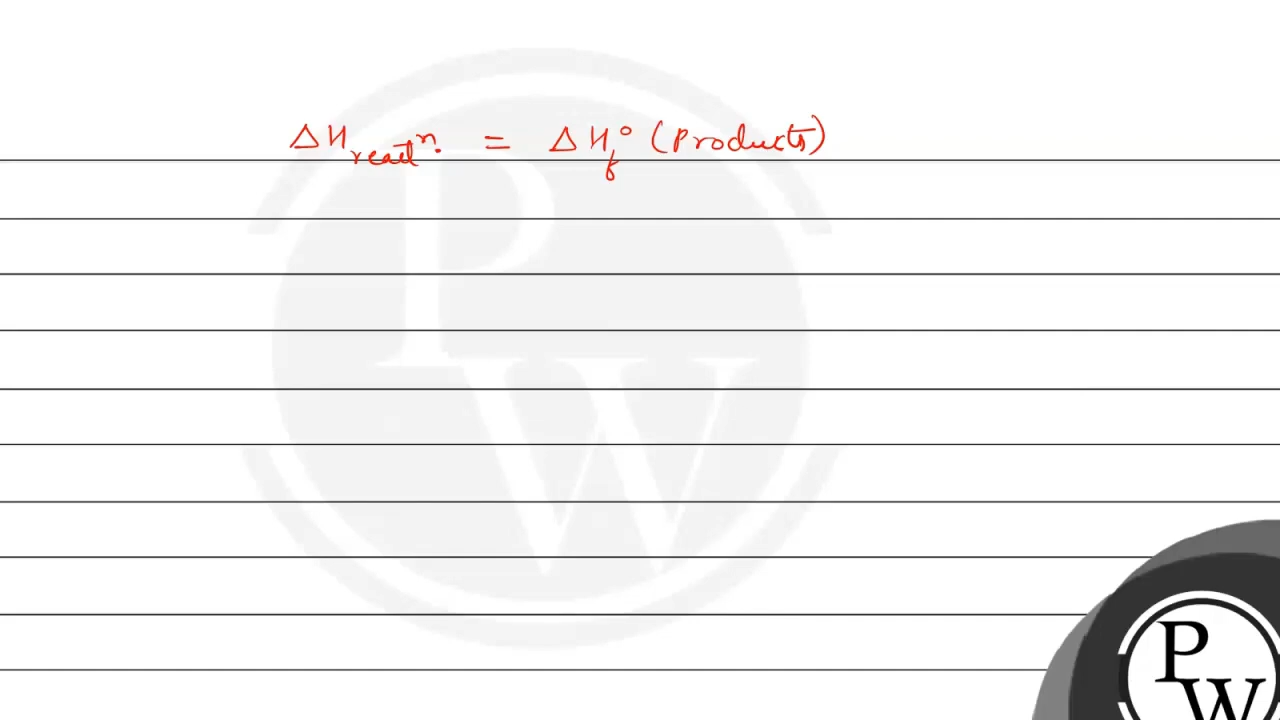 ΔH_reactⁿ. = ΔH_f° (Products)
P
W
P
W